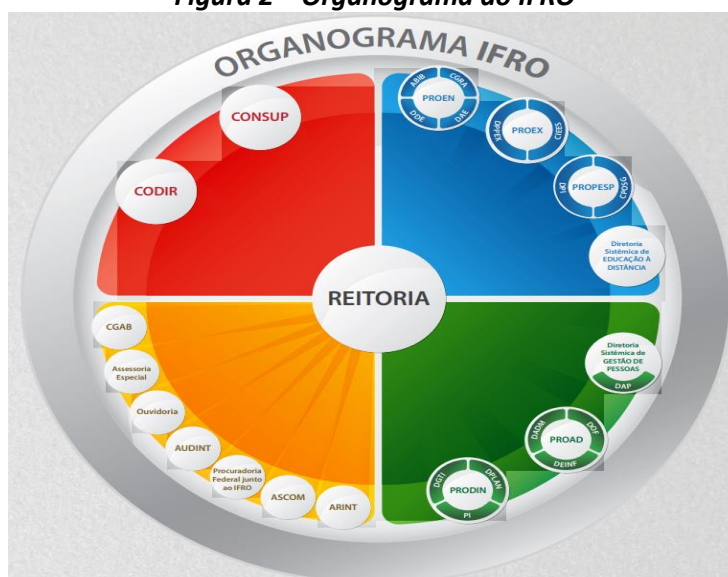 Figura 2 – Organograma do IFRO
ORGANOGRAMA IFRO
CONSUP
CODIR
ABIB
CGRA
PROEN
DDE
DAE
DPPEX
PROEX
CIEES
DPI
PROPESP
CPOSG
Diretoria
Sistêmica de
EDUCAÇÃO À
DISTÂNCIA
REITORIA
CGAB
Assessoria
Especial
Ouvidoria
AUDINT
Procuradoria
Federal junto
ao IFRO
ASCOM
ARINT
Diretoria
Sistêmica de
GESTÃO DE
PESSOAS
DAP
DADM
DOF
PROAD
DEINF
DGTI
DPLAN
PRODIN
PI